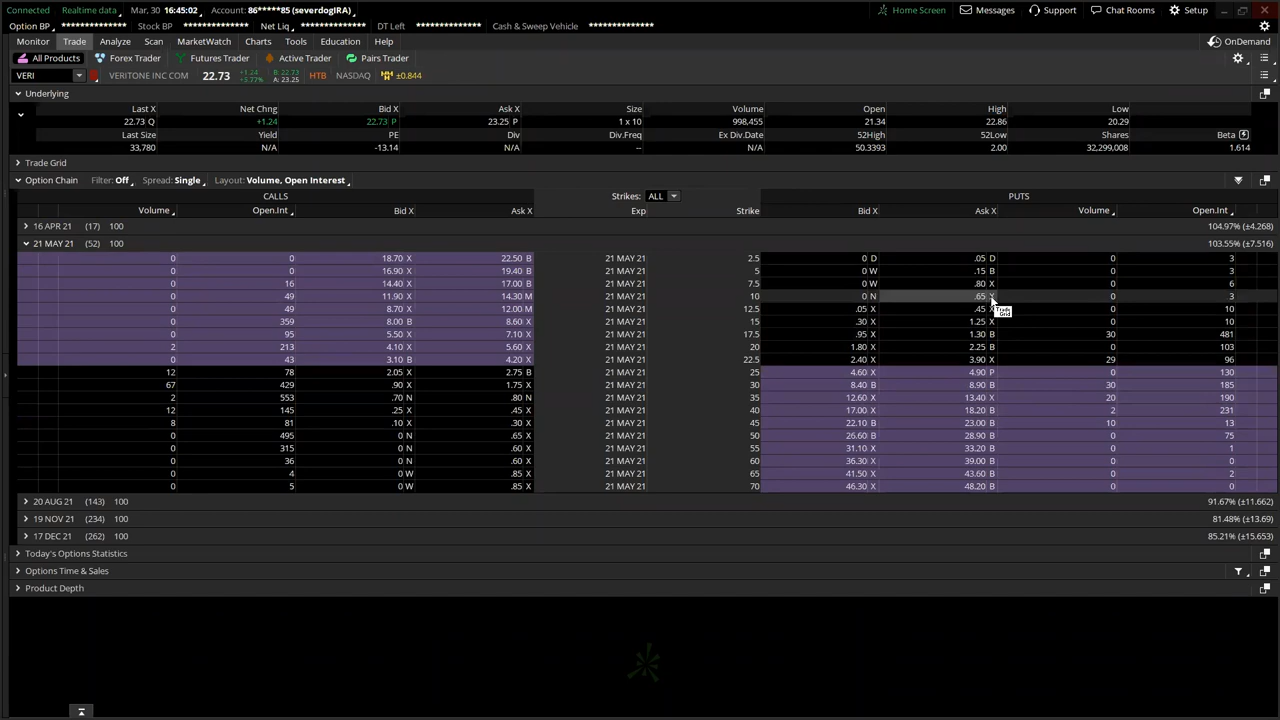 Connected Realtime data Mar, 30 16:45:02 Account: 86*****85 (severdogIRA) Home Screen Messages Support Chat Rooms Setup
Option BP ************** Stock BP ************** Net Liq ************** DT Left ************** Cash & Sweep Vehicle **************
Monitor Trade Analyze Scan MarketWatch Charts Tools Education Help OnDemand
All Products Forex Trader Futures Trader Active Trader Pairs Trader
VERI VERITONE INC COM 22.73 +1.24 +5.77% B: 22.73 A: 23.25 HTB NASDAQ ±0.844
Underlying
Last X Net Chng Bid X Ask X Size Volume Open High Low
22.73 Q +1.24 22.73 P 23.25 P 1 x 10 998,455 21.34 22.86 20.29
Last Size Yield PE Div Div.Freq Ex Div.Date 52High 52Low Shares Beta
33,780 N/A -13.14 N/A -- N/A 50.3393 2.00 32,299,008 1.614
Trade Grid
Option Chain Filter: Off Spread: Single Layout: Volume, Open Interest
CALLS Strikes: ALL PUTS
Volume Open.Int Bid X Ask X Exp Strike Bid X Ask X Volume Open.Int
16 APR 21 (17) 100 104.97% (±4.268)
21 MAY 21 (52) 100 103.55% (±7.516)
0 0 18.70 X 22.50 B 21 MAY 21 2.5 0 D .05 D 0 3
0 0 16.90 X 19.40 B 21 MAY 21 5 0 W .15 B 0 3
0 16 14.40 X 17.00 B 21 MAY 21 7.5 0 W .80 X 0 6
0 49 11.90 X 14.30 M 21 MAY 21 10 0 N .65 X 0 3
0 49 8.70 X 12.00 M 21 MAY 21 12.5 .05 X .45 X 0 10
0 359 8.00 B 8.60 X 21 MAY 21 15 .30 X 1.25 X 0 10
0 95 5.50 X 7.10 X 21 MAY 21 17.5 .95 X 1.30 B 30 481
2 213 4.10 X 5.60 X 21 MAY 21 20 1.80 X 2.25 B 0 103
0 43 3.10 B 4.20 X 21 MAY 21 22.5 2.40 X 3.90 X 29 96
12 78 2.05 X 2.75 B 21 MAY 21 25 4.60 X 4.90 P 0 130
67 429 .90 X 1.75 X 21 MAY 21 30 8.40 B 8.90 B 30 185
2 553 .70 N .80 N 21 MAY 21 35 12.60 X 13.40 X 20 190
12 145 .25 X .45 X 21 MAY 21 40 17.00 X 18.20 B 2 231
8 81 .10 X .30 X 21 MAY 21 45 22.10 B 23.00 B 10 13
0 495 0 N .65 X 21 MAY 21 50 26.60 B 28.90 B 0 75
0 315 0 N .60 X 21 MAY 21 55 31.10 X 33.20 B 0 1
0 36 0 N .60 X 21 MAY 21 60 36.30 X 39.00 B 0 0
0 4 0 W .85 X 21 MAY 21 65 41.50 X 43.60 B 0 2
0 5 0 W .85 X 21 MAY 21 70 46.30 X 48.20 B 0 0
20 AUG 21 (143) 100 91.67% (±11.662)
19 NOV 21 (234) 100 81.48% (±13.69)
17 DEC 21 (262) 100 85.21% (±15.653)
Today's Options Statistics
Options Time & Sales
Product Depth